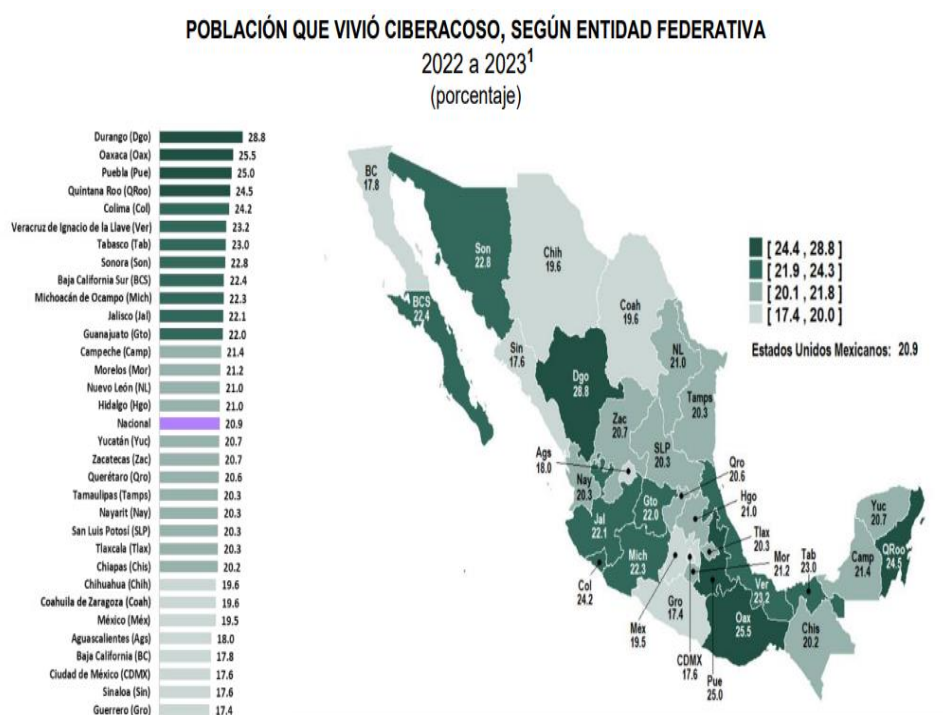 POBLACIÓN QUE VIVIÓ CIBERACOSO, SEGÚN ENTIDAD FEDERATIVA
2022 a 2023¹
(porcentaje)
Durango (Dgo) 28.8
Oaxaca (Oax) 25.5
Puebla (Pue) 25.0
Quintana Roo (QRoo) 24.5
Colima (Col) 24.2
Veracruz de Ignacio de la Llave (Ver) 23.2
Tabasco (Tab) 23.0
Sonora (Son) 22.8
Baja California Sur (BCS) 22.4
Michoacán de Ocampo (Mich) 22.3
Jalisco (Jal) 22.1
Guanajuato (Gto) 22.0
Campeche (Camp) 21.4
Morelos (Mor) 21.2
Nuevo León (NL) 21.0
Hidalgo (Hgo) 21.0
Nacional 20.9
Yucatán (Yuc) 20.7
Zacatecas (Zac) 20.7
Querétaro (Qro) 20.6
Tamaulipas (Tamps) 20.3
Nayarit (Nay) 20.3
San Luis Potosí (SLP) 20.3
Tlaxcala (Tlax) 20.3
Chiapas (Chis) 20.2
Chihuahua (Chih) 19.6
Coahuila de Zaragoza (Coah) 19.6
México (Méx) 19.5
Aguascalientes (Ags) 18.0
Baja California (BC) 17.8
Ciudad de México (CDMX) 17.6
Sinaloa (Sin) 17.6
Guerrero (Gro) 17.4
BC
17.8
Son
22.8
Chih
19.6
Coah
19.6
BCS
22.4
Sin
17.6
NL
21.0
Dgo
28.8
Tamps
20.3
Zac
20.7
SLP
20.3
Ags
18.0
Nay
20.3
Qro
20.6
Gto
22.0
Hgo
21.0
Jal
22.1
Tlax
20.3
Mich
22.3
Mor
21.2
Tab
23.0
Yuc
20.7
QRoo
24.5
Camp
21.4
Col
24.2
Ver
23.2
Gro
17.4
Méx
19.5
Oax
25.5
Chis
20.2
CDMX
17.6
Pue
25.0
[ 24.4 , 28.8 ]
[ 21.9 , 24.3 ]
[ 20.1 , 21.8 ]
[ 17.4 , 20.0 ]
Estados Unidos Mexicanos: 20.9